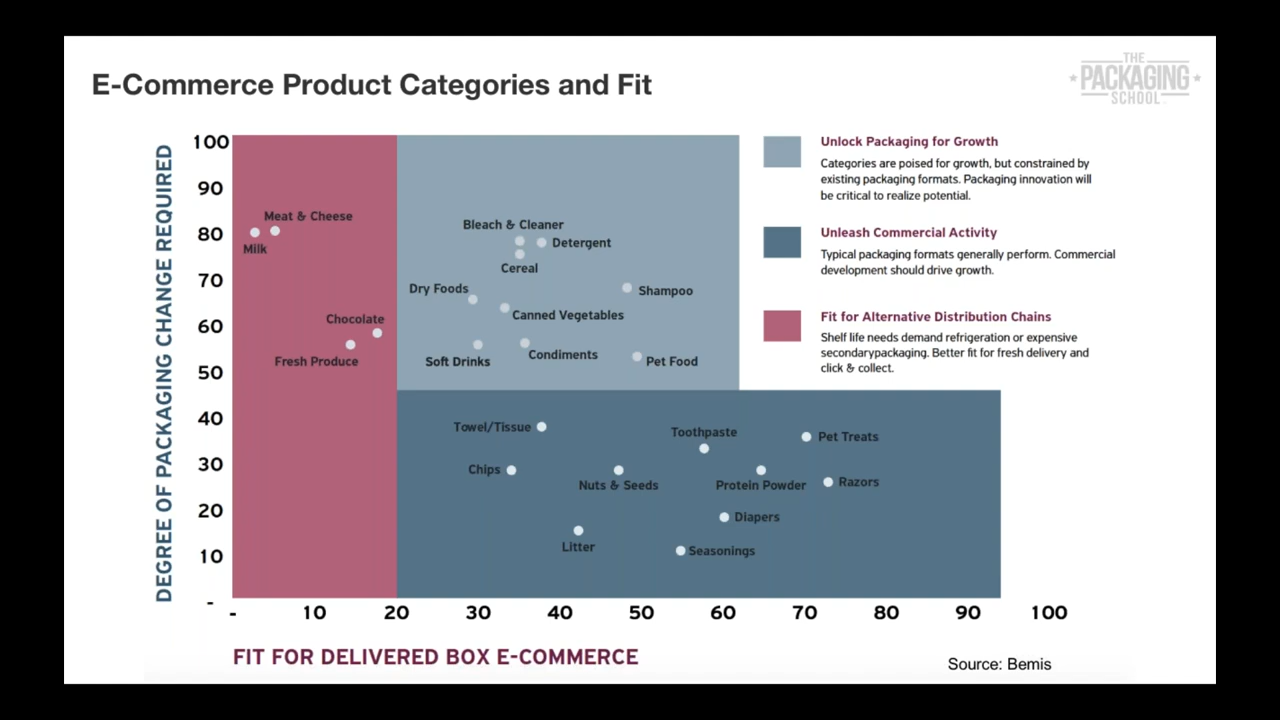 THE
PACKAGING
SCHOOL
E-Commerce Product Categories and Fit
DEGREE OF PACKAGING CHANGE REQUIRED
100
90
80
70
60
50
40
30
20
10
-
Meat & Cheese
Milk
Chocolate
Fresh Produce
Bleach & Cleaner
Detergent
Cereal
Dry Foods
Shampoo
Canned Vegetables
Soft Drinks
Condiments
Pet Food
Towel/Tissue
Toothpaste
Pet Treats
Chips
Nuts & Seeds
Protein Powder
Razors
Diapers
Litter
Seasonings
Unlock Packaging for Growth
Categories are poised for growth, but constrained by
existing packaging formats. Packaging innovation will
be critical to realize potential.
Unleash Commercial Activity
Typical packaging formats generally perform. Commercial
development should drive growth.
Fit for Alternative Distribution Chains
Shelf life needs demand refrigeration or expensive
secondarypackaging. Better fit for fresh delivery and
click & collect.
- 10 20 30 40 50 60 70 80 90 100
FIT FOR DELIVERED BOX E-COMMERCE
Source: Bemis